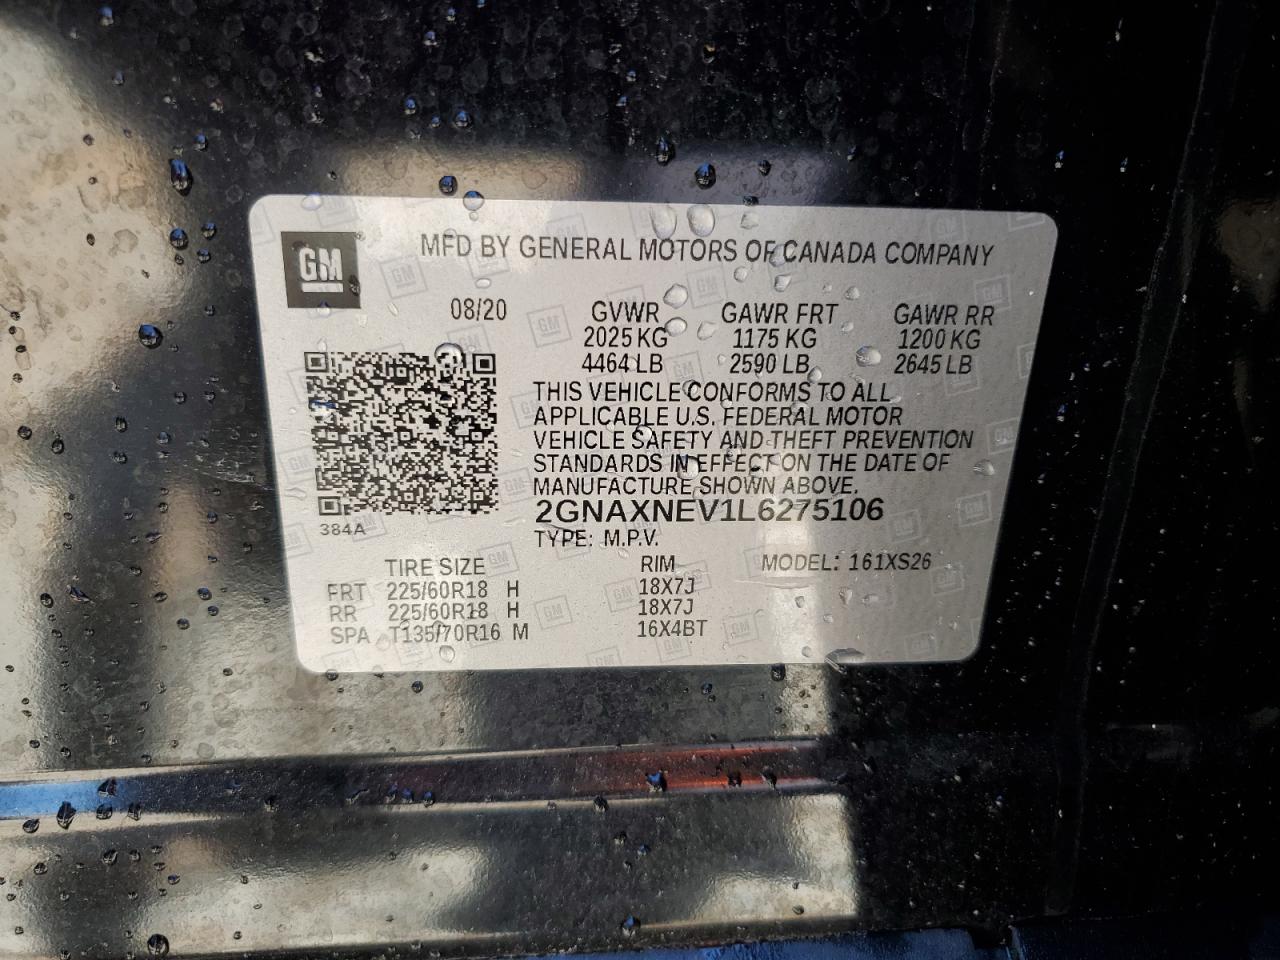 GM
MFD BY GENERAL MOTORS OF CANADA COMPANY
08/20 GVWR GAWR FRT GAWR RR
2025 KG 1175 KG 1200 KG
4464 LB 2590 LB 2645 LB
THIS VEHICLE CONFORMS TO ALL
APPLICABLE U.S. FEDERAL MOTOR
VEHICLE SAFETY AND THEFT PREVENTION
STANDARDS IN EFFECT ON THE DATE OF
MANUFACTURE SHOWN ABOVE.
2GNAXNEV1L6275106
384A
TYPE: M.P.V.
TIRE SIZE RIM MODEL: 161XS26
FRT 225/60R18 H 18X7J
RR 225/60R18 H 18X7J
SPA T135/70R16 M 16X4BT